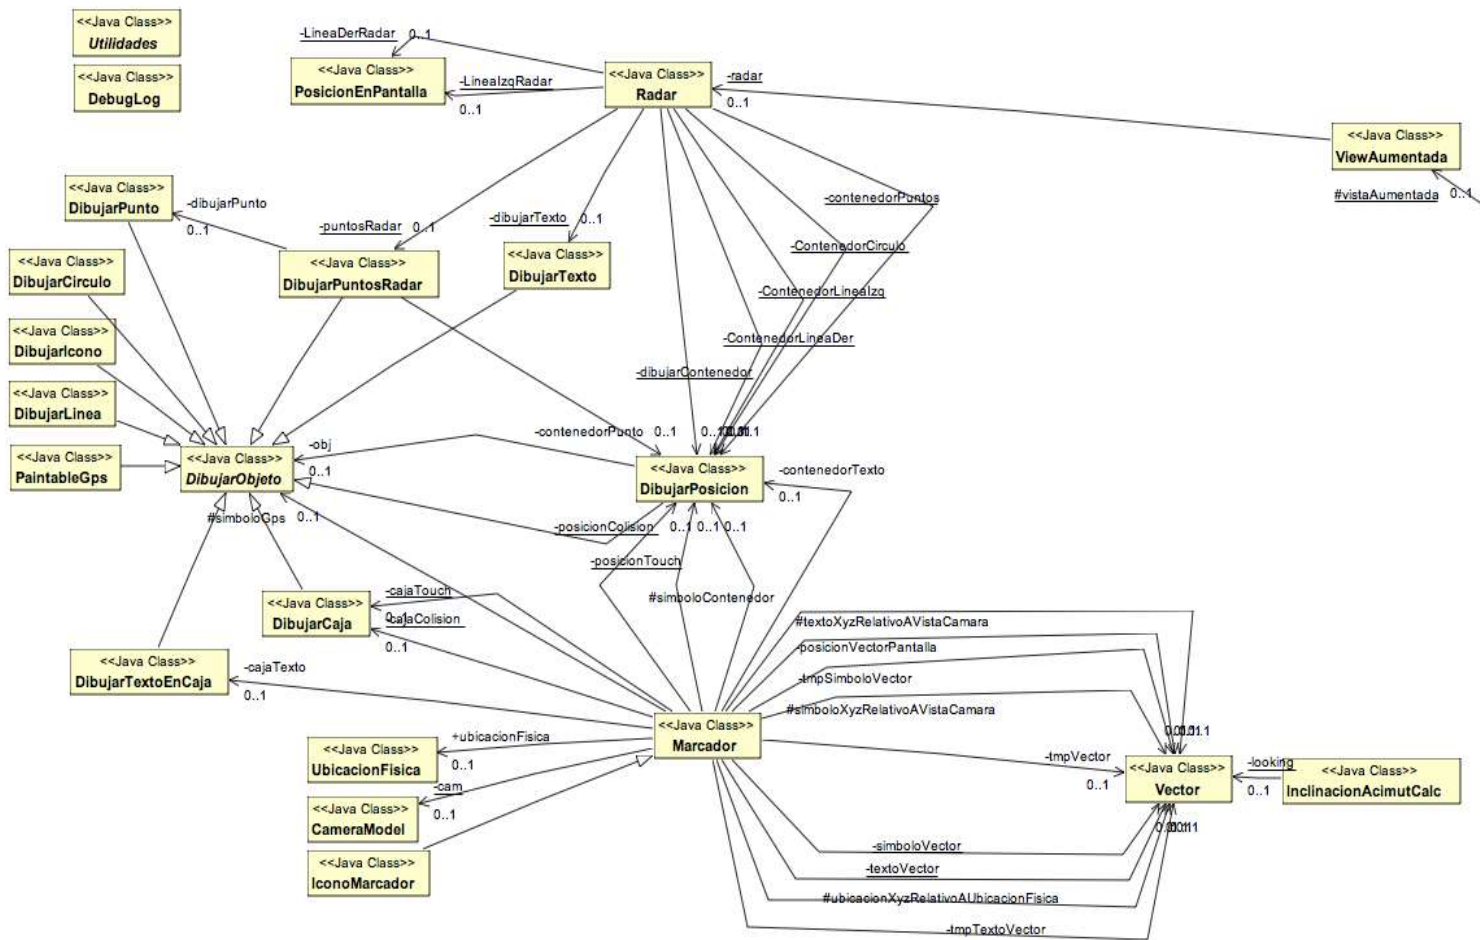 <<Java Class>>
Utilidades
<<Java Class>>
DebugLog
-LineaDerRadar
0..1
<<Java Class>>
PosicionEnPantalla
-LineaIzqRadar
0..1
<<Java Class>>
Radar
-radar
0..1
<<Java Class>>
ViewAumentada
#vistaAumentada
0..1
<<Java Class>>
DibujarPunto
-dibujarPunto
0..1
-puntosRadar
0..1
-dibujarTexto
0..1
-contenedorPuntos
<<Java Class>>
DibujarCirculo
<<Java Class>>
DibujarPuntosRadar
<<Java Class>>
DibujarTexto
-ContenedorCirculo
-ContenedorLineaIzq
<<Java Class>>
DibujarIcono
-ContenedorLineaDer
-dibujarContenedor
<<Java Class>>
DibujarLinea
-contenedorPunto
0..1
<<Java Class>>
PaintableGps
<<Java Class>>
DibujarObjeto
-obj
0..1
<<Java Class>>
DibujarPosicion
-contenedorTexto
0..1
#simboloGps
0..1
-posicionColision
0..1
0..1
0..1
-posicionTouch
#simboloContenedor
<<Java Class>>
DibujarCaja
-cajaTouch
0..1
-cajaColision
0..1
<<Java Class>>
DibujarTextoEnCaja
-cajaTexto
0..1
#textoXyzRelativoAVistaCamara
-posicionVectorPantalla
-tmpSimboloVector
#simboloXyzRelativoAVistaCamara
<<Java Class>>
Marcador
<<Java Class>>
UbicacionFisica
+ubicacionFisica
0..1
-tmpVector
0..1
<<Java Class>>
Vector
-looking
0..1
<<Java Class>>
InclinacionAcimutCalc
<<Java Class>>
CameraModel
-cam
0..1
<<Java Class>>
IconoMarcador
-simboloVector
-textoVector
#ubicacionXyzRelativoAUbicacionFisica
-tmpTextoVector